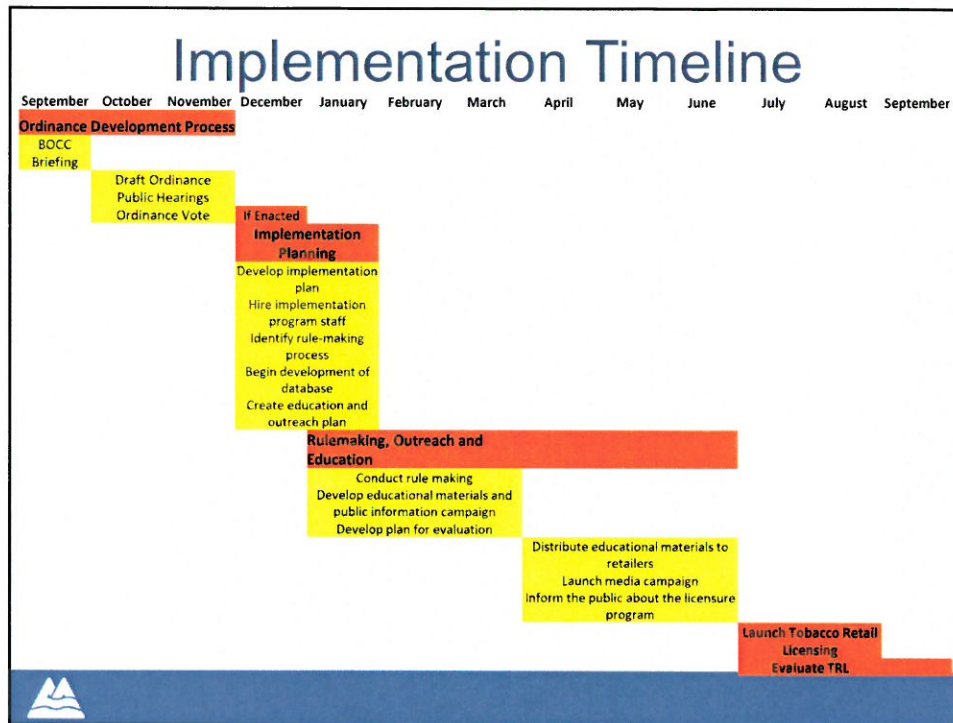 Implementation Timeline
September October November December January February March April May June July August September
Ordinance Development Process
BOCC
Briefing
Draft Ordinance
Public Hearings
Ordinance Vote
If Enacted
Implementation
Planning
Develop implementation
plan
Hire implementation
program staff
Identify rule-making
process
Begin development of
database
Create education and
outreach plan
Rulemaking, Outreach and
Education
Conduct rule making
Develop educational materials and
public information campaign
Develop plan for evaluation
Distribute educational materials to
retailers
Launch media campaign
Inform the public about the licensure
program
Launch Tobacco Retail
Licensing
Evaluate TRL